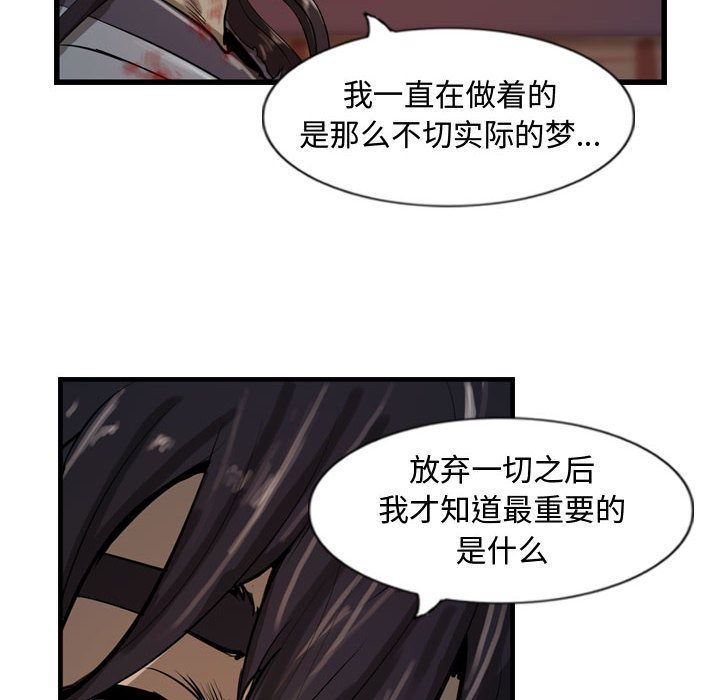 我一直在做着的
是那么不切实际的梦...
放弃一切之后
我才知道最重要的
是什么